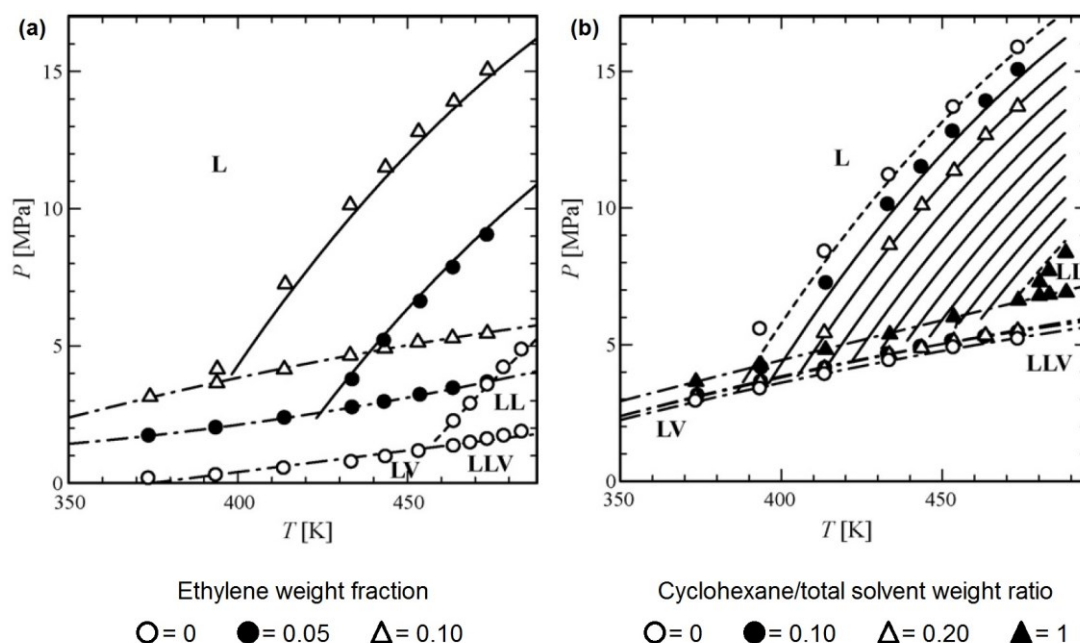 (a)
15
10
5
0
P [MPa]
L
LL
LV
LLV
350
400
450
T [K]
Ethylene weight fraction
= 0
= 0.05
= 0.10
(b)
15
10
5
0
P [MPa]
L
LL
LLV
LV
350
400
450
T [K]
Cyclohexane/total solvent weight ratio
= 0
= 0.10
= 0.20
= 1